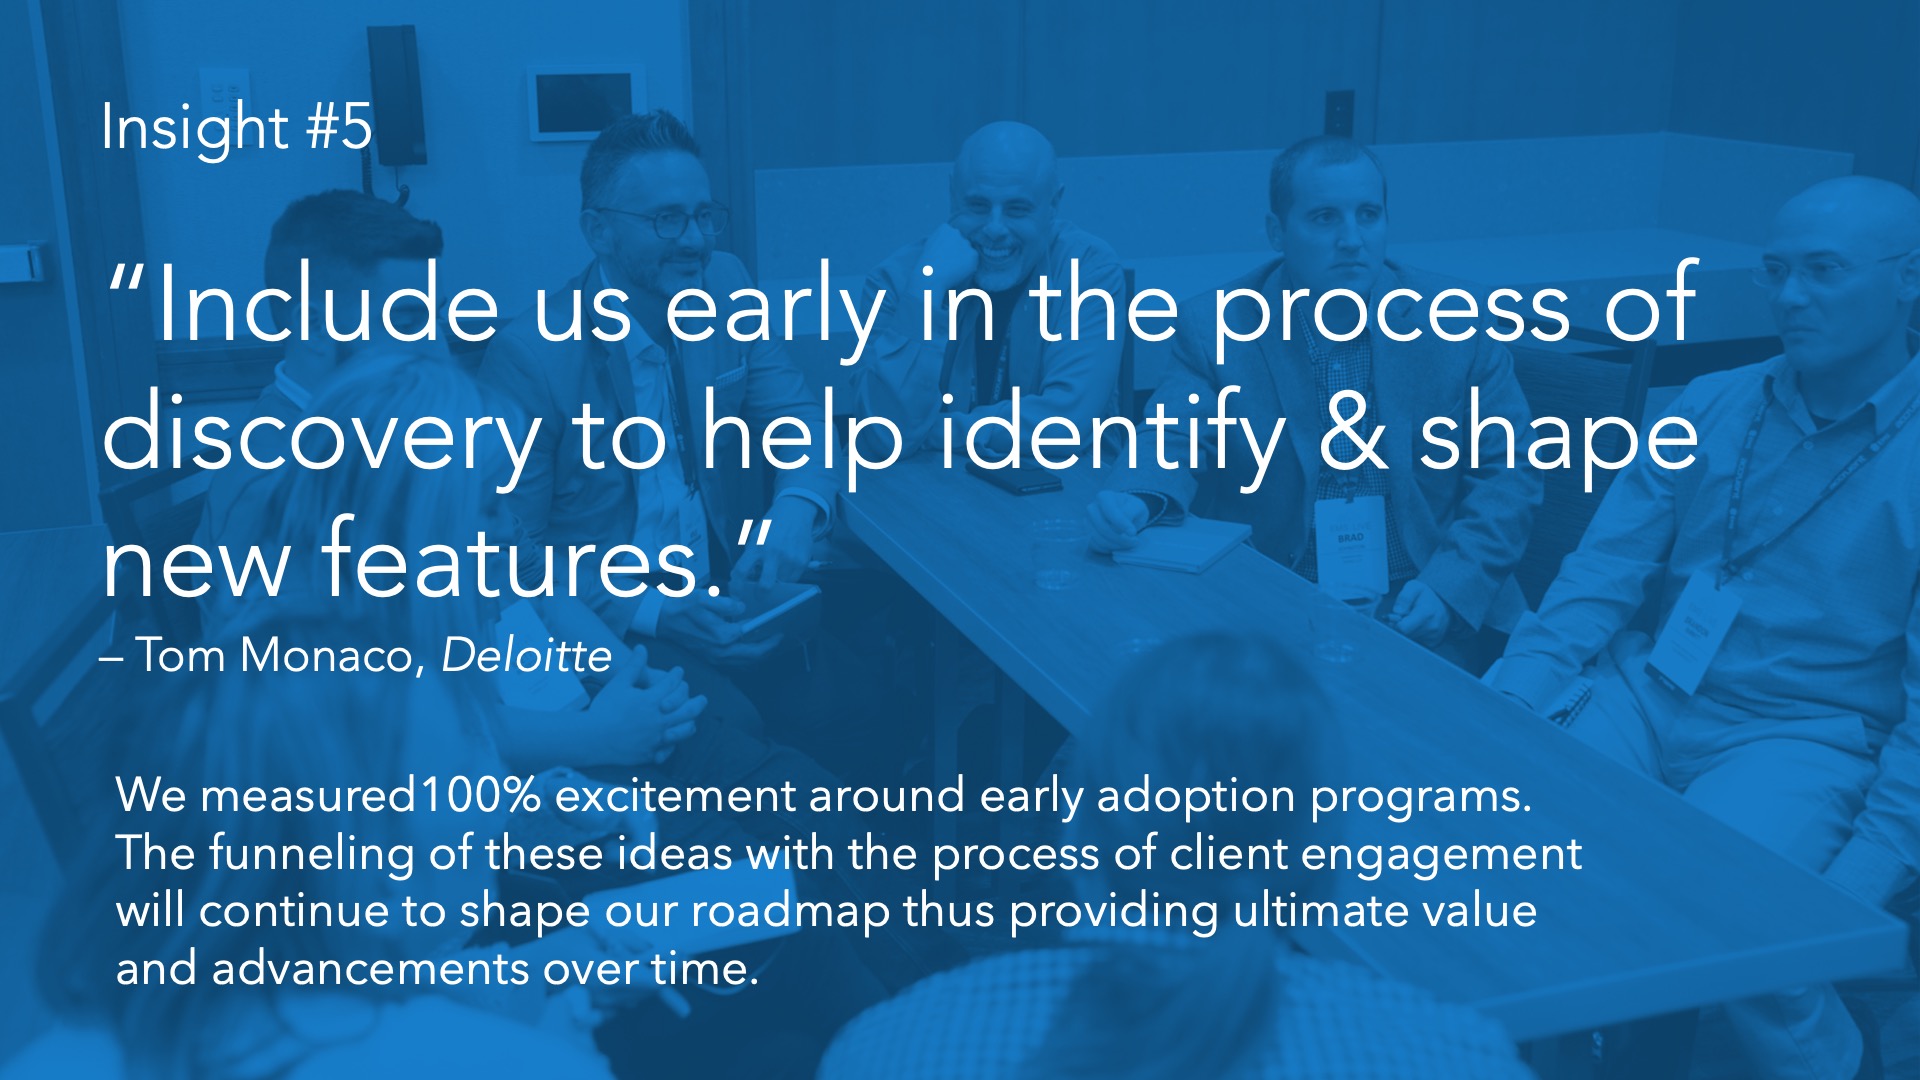 Insight #5
“Include us early in the process of
discovery to help identify & shape
new features.”
– Tom Monaco, Deloitte
We measured100% excitement around early adoption programs.
The funneling of these ideas with the process of client engagement
will continue to shape our roadmap thus providing ultimate value
and advancements over time.
BRAD